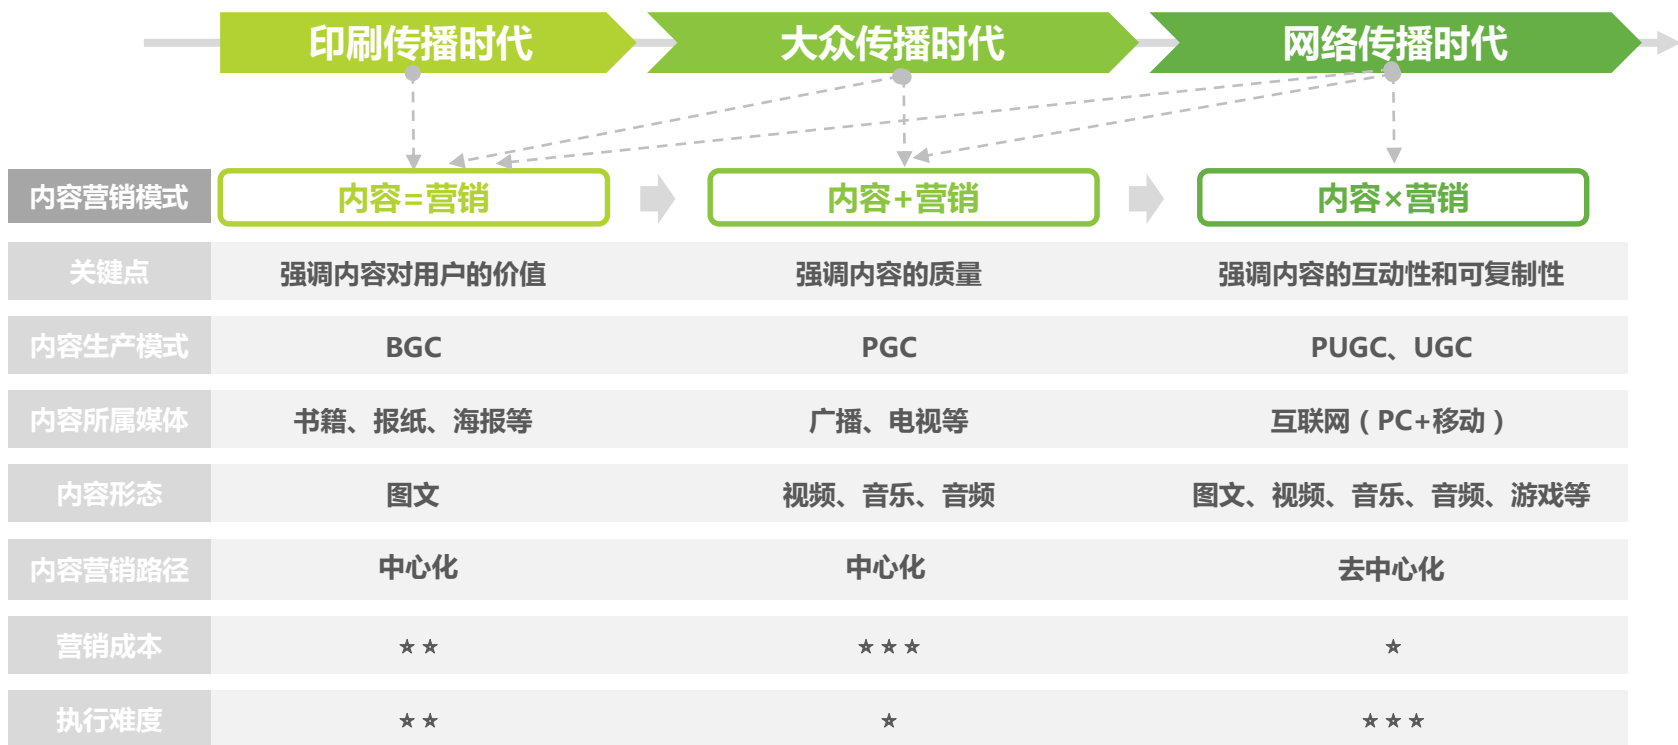 印刷传播时代 大众传播时代 网络传播时代
内容营销模式 内容=营销 内容+营销 内容×营销
关键点 强调内容对用户的价值 强调内容的质量 强调内容的互动性和可复制性
内容生产模式 BGC PGC PUGC、UGC
内容所属媒体 书籍、报纸、海报等 广播、电视等 互联网（PC+移动）
内容形态 图文 视频、音乐、音频 图文、视频、音乐、音频、游戏等
内容营销路径 中心化 中心化 去中心化
营销成本 ★★ ★★★ ★
执行难度 ★★ ★ ★★★